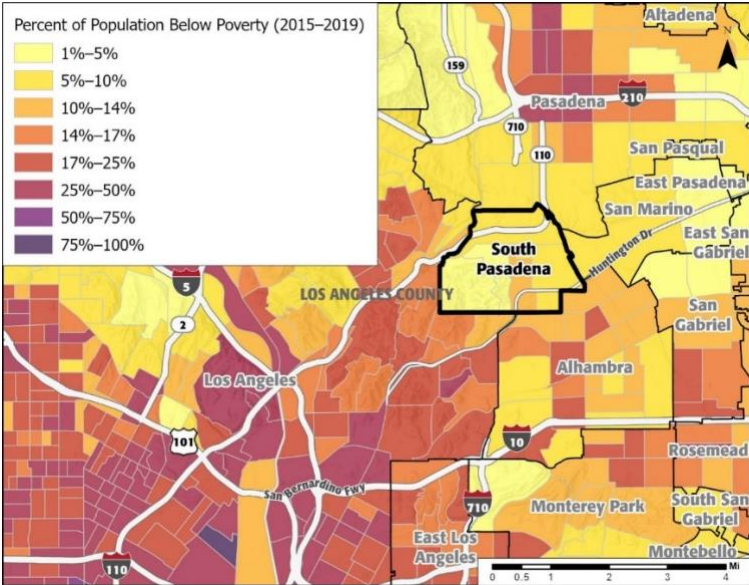 Percent of Population Below Poverty (2015–2019)
1%–5%
5%–10%
10%–14%
14%–17%
17%–25%
25%–50%
50%–75%
75%–100%
Altadena
N
159
Pasadena
210
710
110
San Pasqual
East Pasadena
San Marino
East San
Gabriel
South
Pasadena
Huntington Dr
5
LOS ANGELES COUNTY
2
San
Gabriel
Los Angeles
Alhambra
101
10
Rosemead
San Bernardino Fwy
710
Monterey Park
South San
Gabriel
East Los
Angeles
Montebello
110
Mi
0 0.5 1 2 3 4